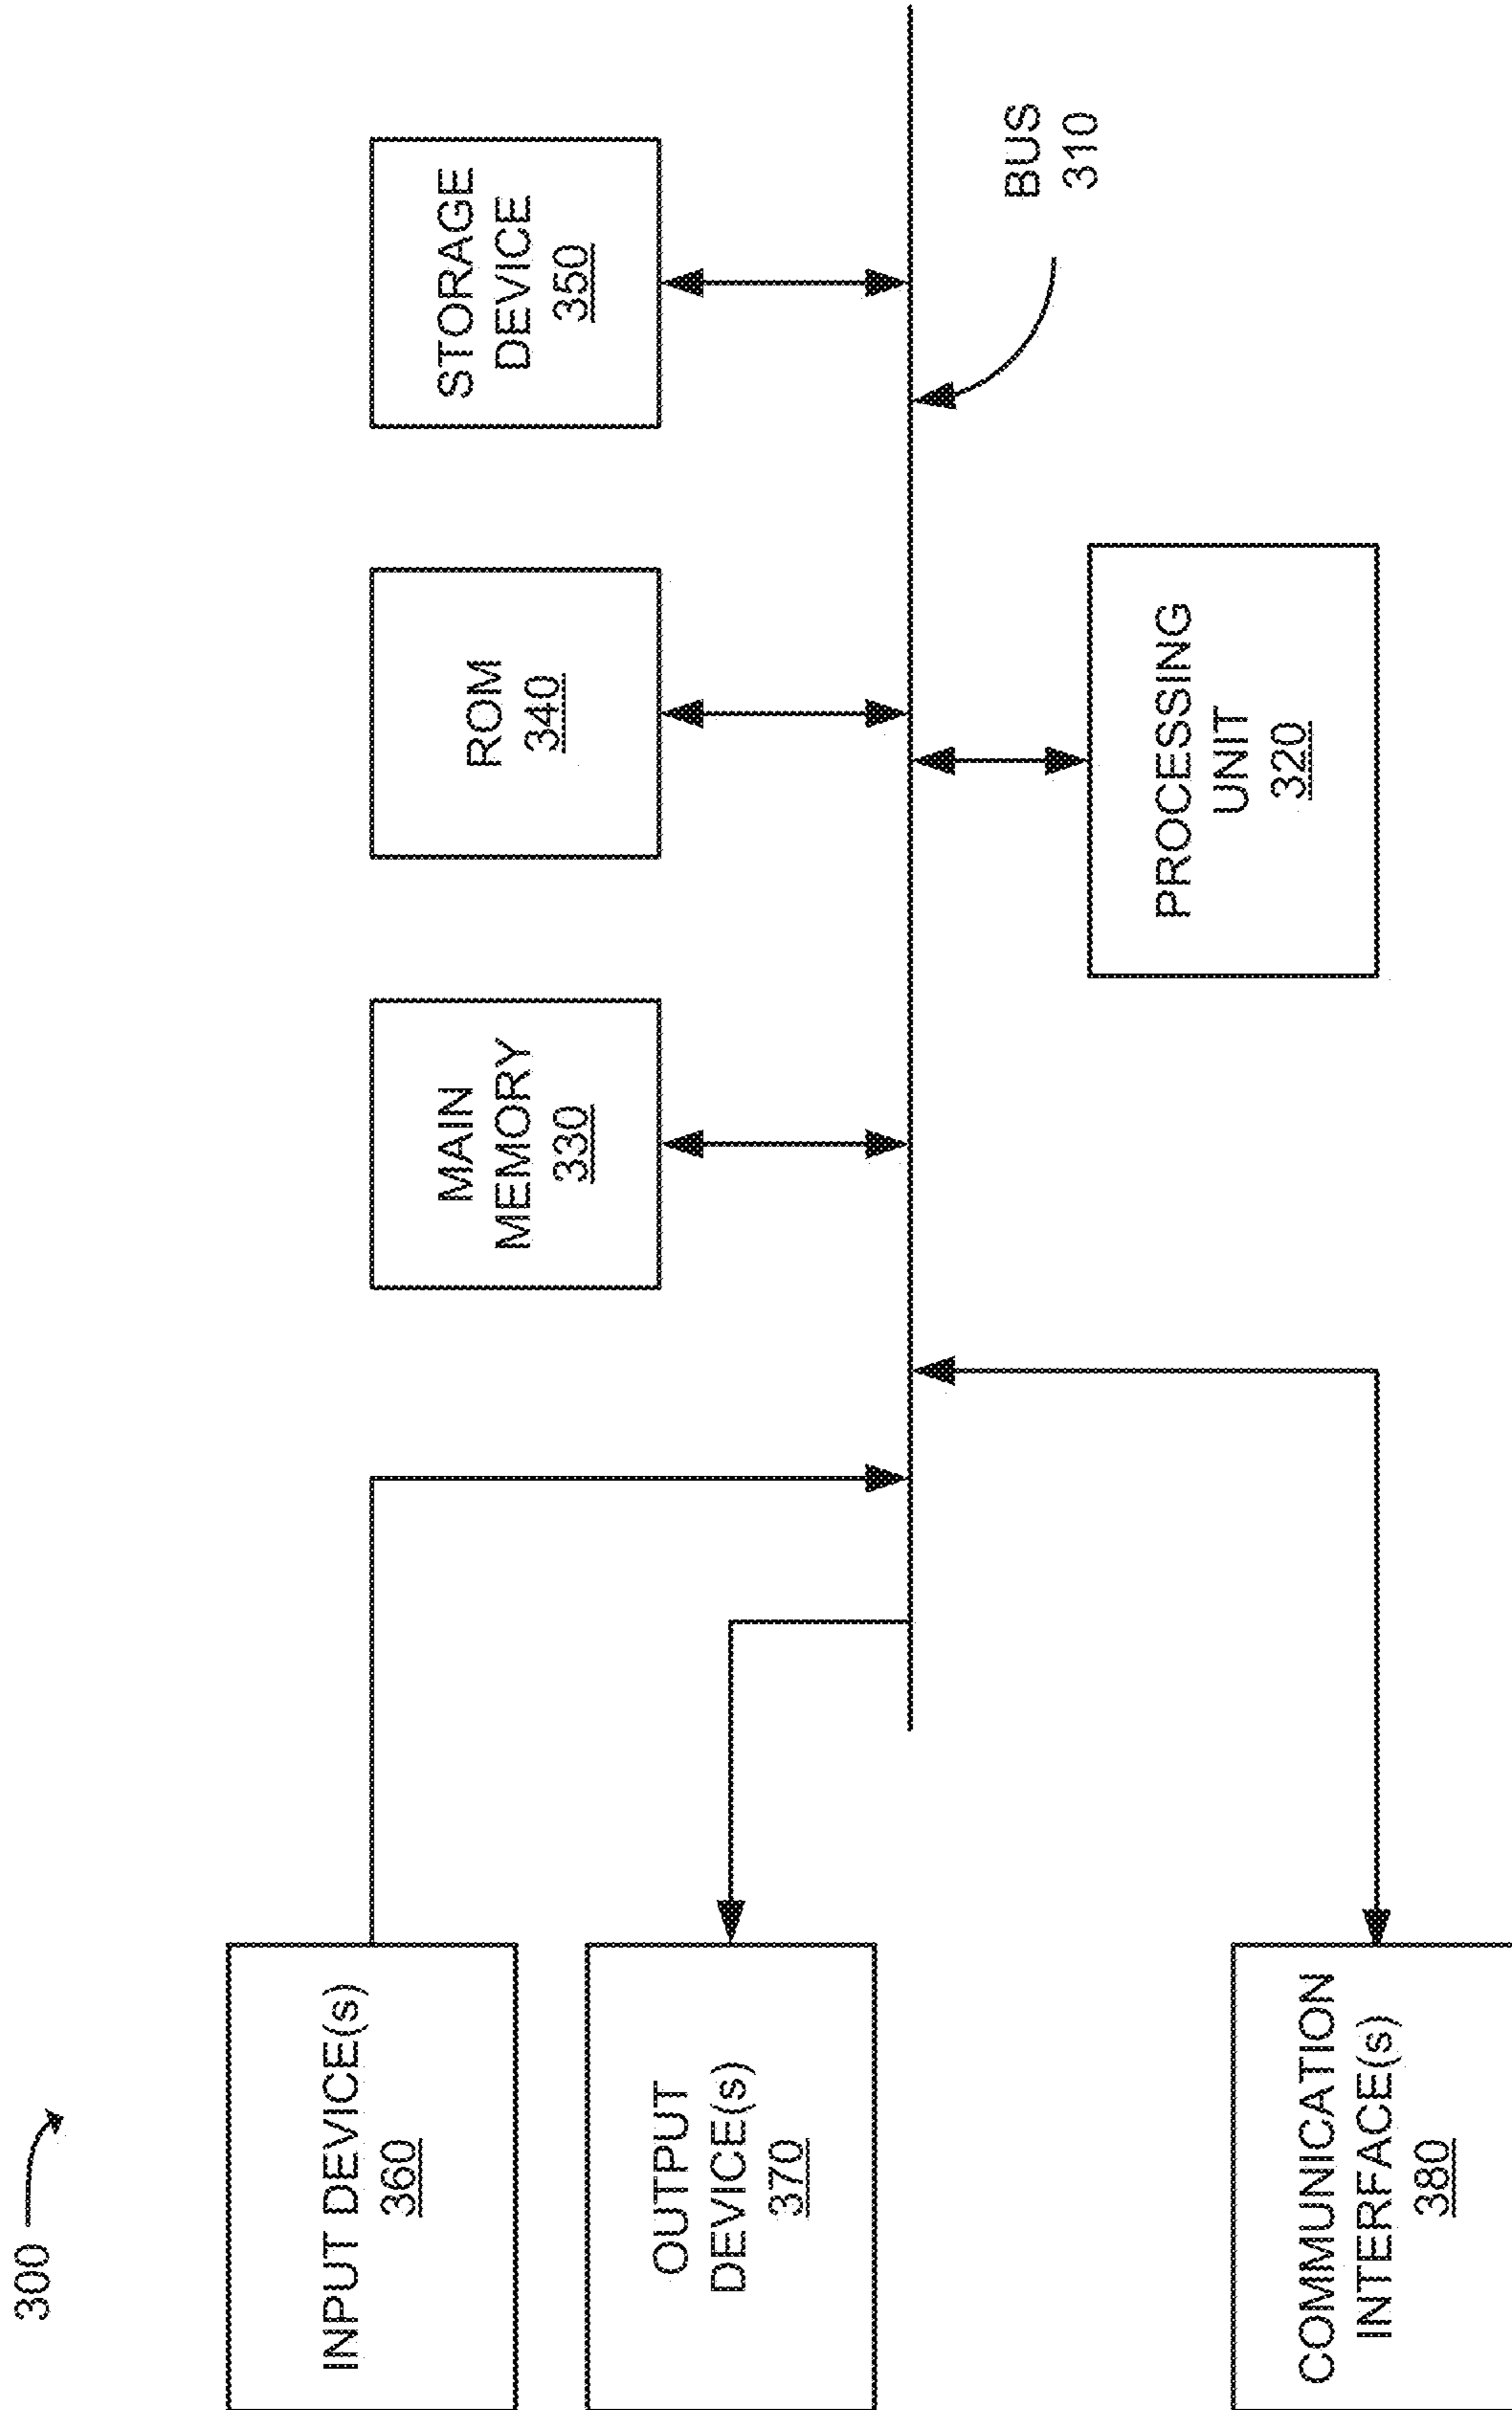 300
INPUT DEVICE(s)
360
OUTPUT
DEVICE(s)
370
COMMUNICATION
INTERFACE(s)
380
MAIN
MEMORY
330
ROM
340
STORAGE
DEVICE
350
PROCESSING
UNIT
320
BUS
310